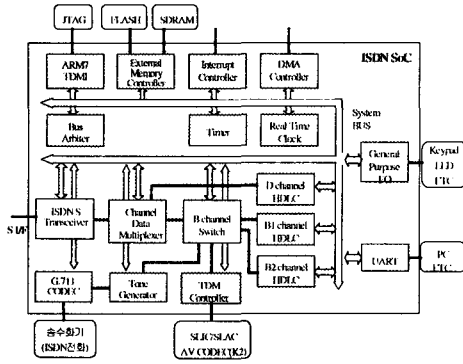 JTAG
FLASH
SDRAM
ISDN SoC
ARM7
TDMI
External
Memory
Controller
Interrupt
Controller
DMA
Controller
System
BUS
Bus
Arbiter
Timer
Real Time
Clock
General
Purpose
I/O
Keypad
LED
ETC
S I/F
ISDN S
Transceiver
Channel
Data
Multiplexer
B channel
Switch
D channel
HDLC
B1 channel
HDLC
B2 channel
HDLC
UART
PC
ETC
G.711
CODEC
Tone
Generator
TDM
Controller
송수화기
(ISDN전화)
SLIC/SLAC
AV CODEC(K2)